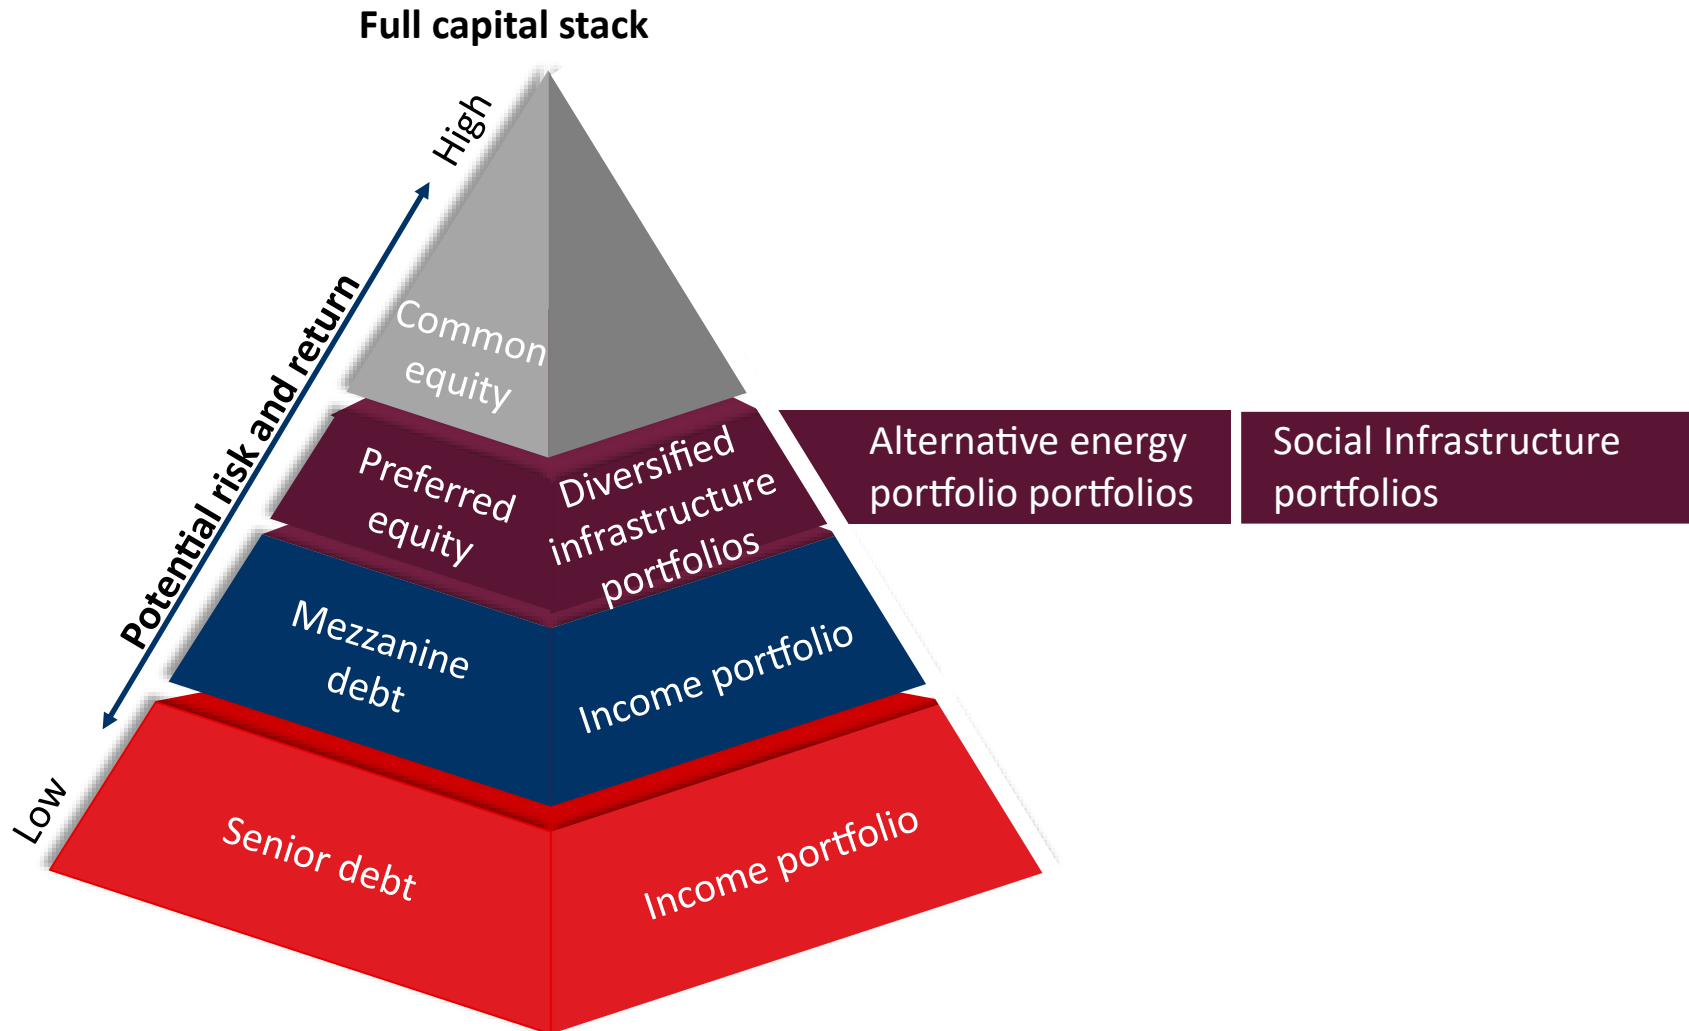 Full capital stack
High
Potential risk and return
Low
Common
equity
Preferred
equity
Diversified
infrastructure
portfolios
Alternative energy
portfolio portfolios
Social Infrastructure
portfolios
Mezzanine
debt
Income portfolio
Senior debt
Income portfolio